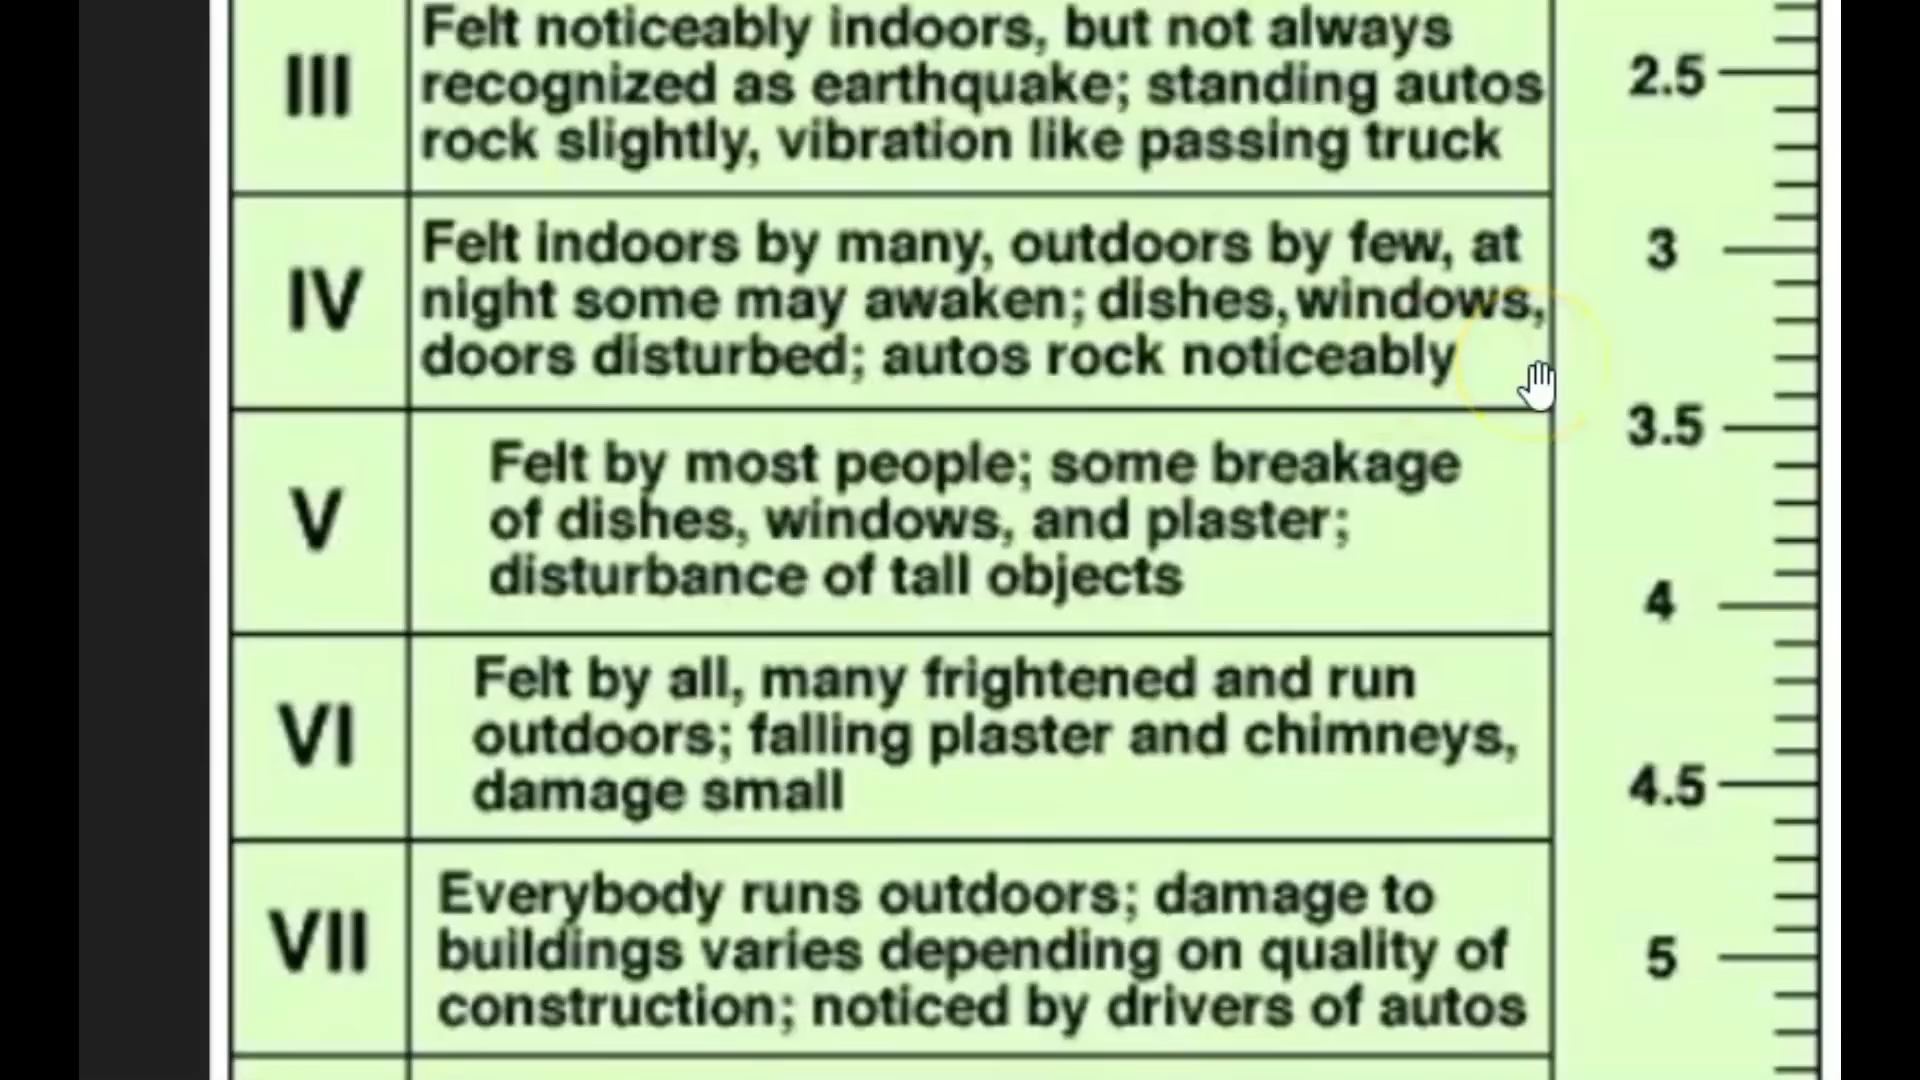 III
Felt noticeably indoors, but not always
recognized as earthquake; standing autos
rock slightly, vibration like passing truck
2.5
IV
Felt indoors by many, outdoors by few, at
night some may awaken; dishes, windows,
doors disturbed; autos rock noticeably
3
3.5
V
Felt by most people; some breakage
of dishes, windows, and plaster;
disturbance of tall objects
4
VI
Felt by all, many frightened and run
outdoors; falling plaster and chimneys,
damage small
4.5
VII
Everybody runs outdoors; damage to
buildings varies depending on quality of
construction; noticed by drivers of autos
5